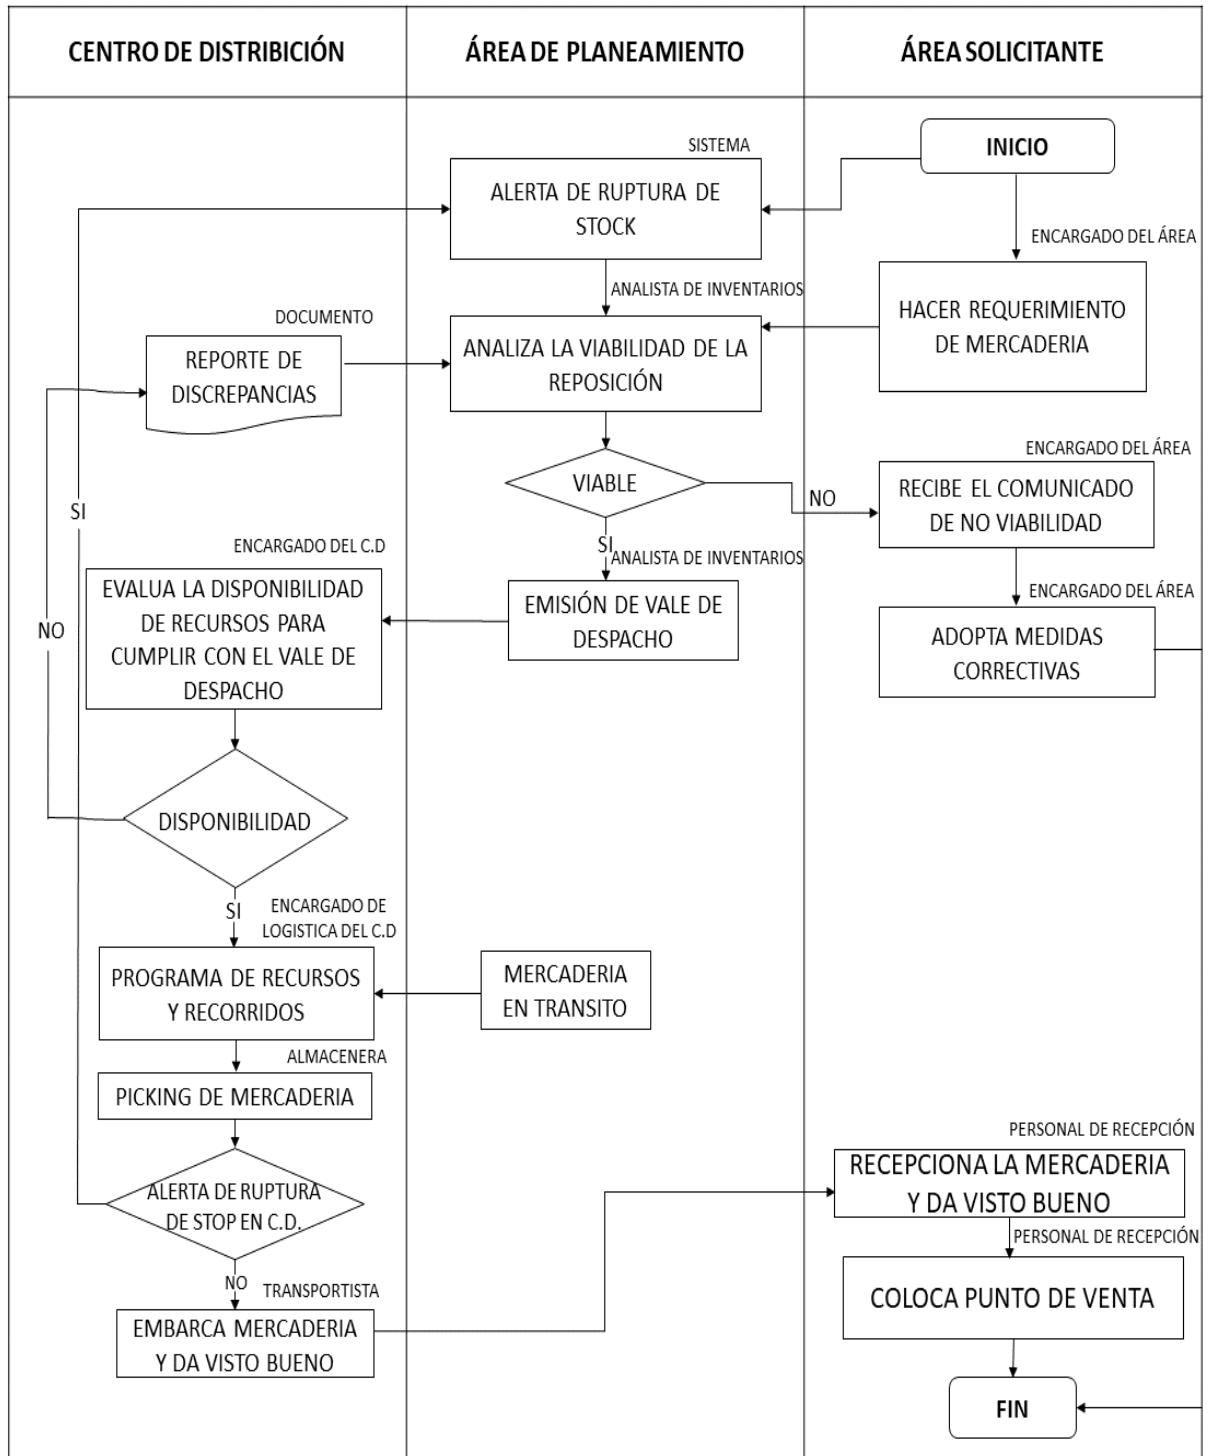 CENTRO DE DISTRIBICIÓN
ÁREA DE PLANEAMIENTO
ÁREA SOLICITANTE
INICIO
SISTEMA
ALERTA DE RUPTURA DE
STOCK
ENCARGADO DEL ÁREA
HACER REQUERIMIENTO
DE MERCADERIA
ANALISTA DE INVENTARIOS
ANALIZA LA VIABILIDAD DE LA
REPOSICIÓN
DOCUMENTO
REPORTE DE
DISCREPANCIAS
VIABLE
NO
ENCARGADO DEL ÁREA
RECIBE EL COMUNICADO
DE NO VIABILIDAD
SI
SI
ANALISTA DE INVENTARIOS
EMISIÓN DE VALE DE
DESPACHO
ENCARGADO DEL ÁREA
ADOPTA MEDIDAS
CORRECTIVAS
ENCARGADO DEL C.D
EVALUA LA DISPONIBILIDAD
DE RECURSOS PARA
CUMPLIR CON EL VALE DE
DESPACHO
NO
DISPONIBILIDAD
SI
ENCARGADO DE
LOGISTICA DEL C.D
PROGRAMA DE RECURSOS
Y RECORRIDOS
MERCADERIA
EN TRANSITO
ALMACENERA
PICKING DE MERCADERIA
ALERTA DE RUPTURA
DE STOP EN C.D.
NO
TRANSPORTISTA
EMBARCA MERCADERIA
Y DA VISTO BUENO
PERSONAL DE RECEPCIÓN
RECEPCIONA LA MERCADERIA
Y DA VISTO BUENO
PERSONAL DE RECEPCIÓN
COLOCA PUNTO DE VENTA
FIN